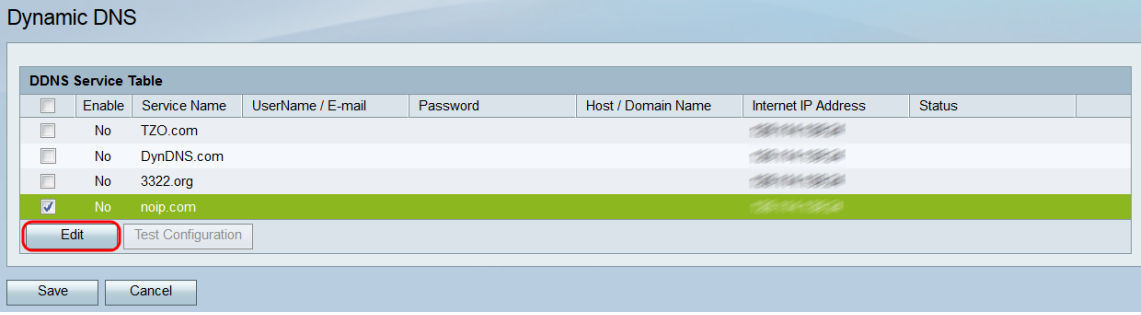 Dynamic DNS
DDNS Service Table
Enable Service Name UserName / E-mail Password Host / Domain Name Internet IP Address Status
No TZO.com
No DynDNS.com
No 3322.org
No noip.com
Edit Test Configuration
Save Cancel